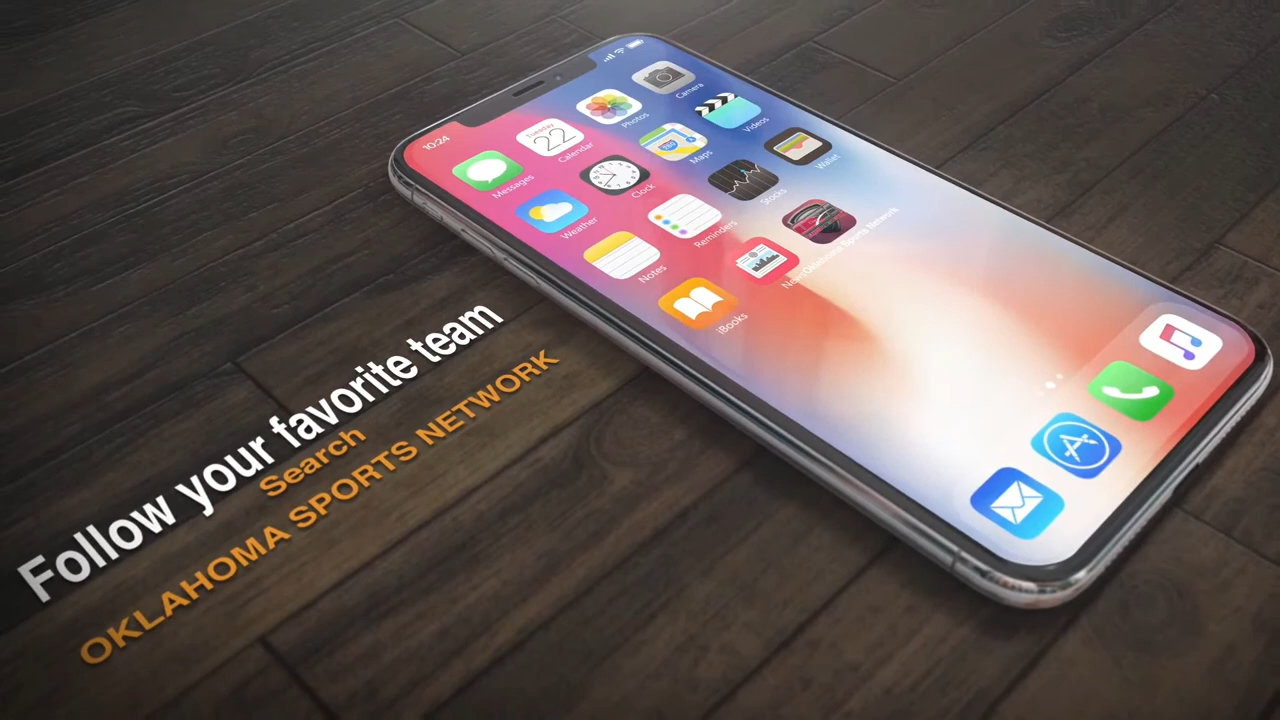 10:24
Messages
Tuesday
22
Calendar
Photos
Camera
Weather
Clock
Maps
Videos
Notes
Reminders
Stocks
Wallet
iBooks
Oklahoma Sports Network
Follow your favorite team
Search
OKLAHOMA SPORTS NETWORK